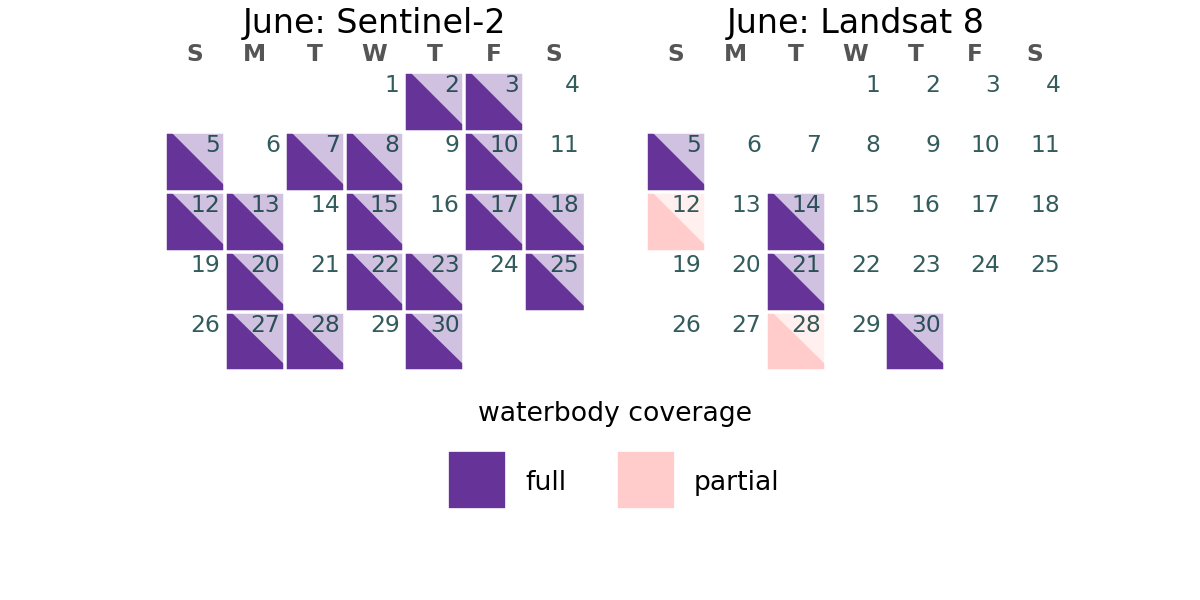 June: Sentinel-2
S M T W T F S
1 2 3 4
5 6 7 8 9 10 11
12 13 14 15 16 17 18
19 20 21 22 23 24 25
26 27 28 29 30
June: Landsat 8
S M T W T F S
1 2 3 4
5 6 7 8 9 10 11
12 13 14 15 16 17 18
19 20 21 22 23 24 25
26 27 28 29 30
waterbody coverage
full
partial